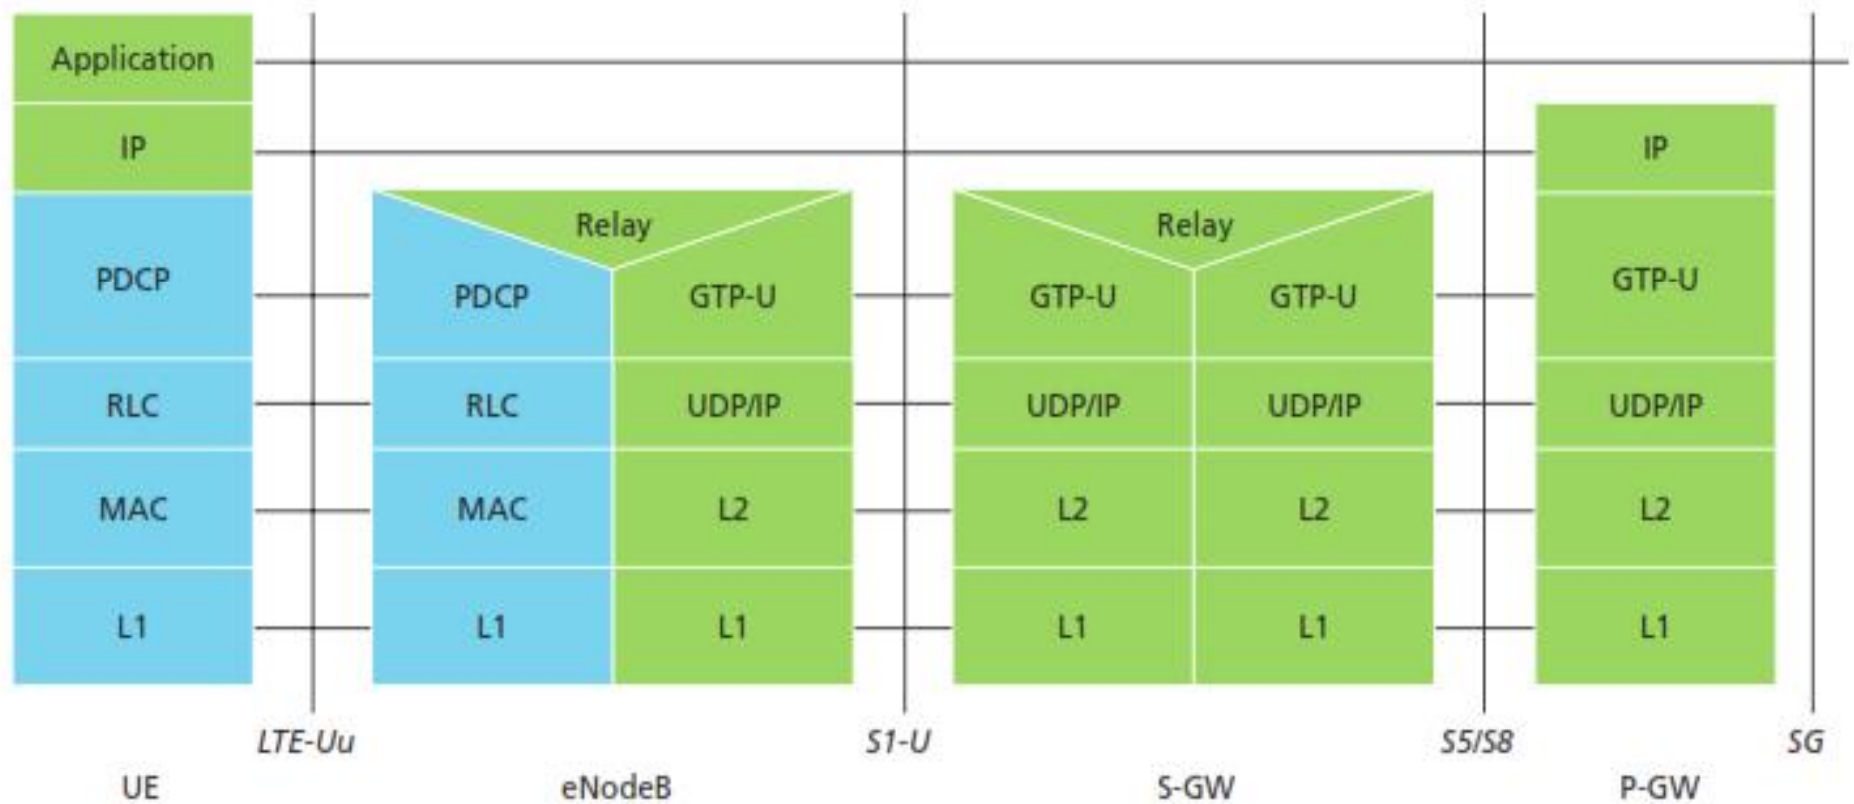 Application
IP IP
Relay Relay
PDCP GTP-U
PDCP GTP-U GTP-U GTP-U
RLC RLC UDP/IP UDP/IP UDP/IP UDP/IP
MAC MAC L2 L2 L2 L2
L1 L1 L1 L1 L1 L1
LTE-Uu S1-U S5/S8 SG
UE eNodeB S-GW P-GW